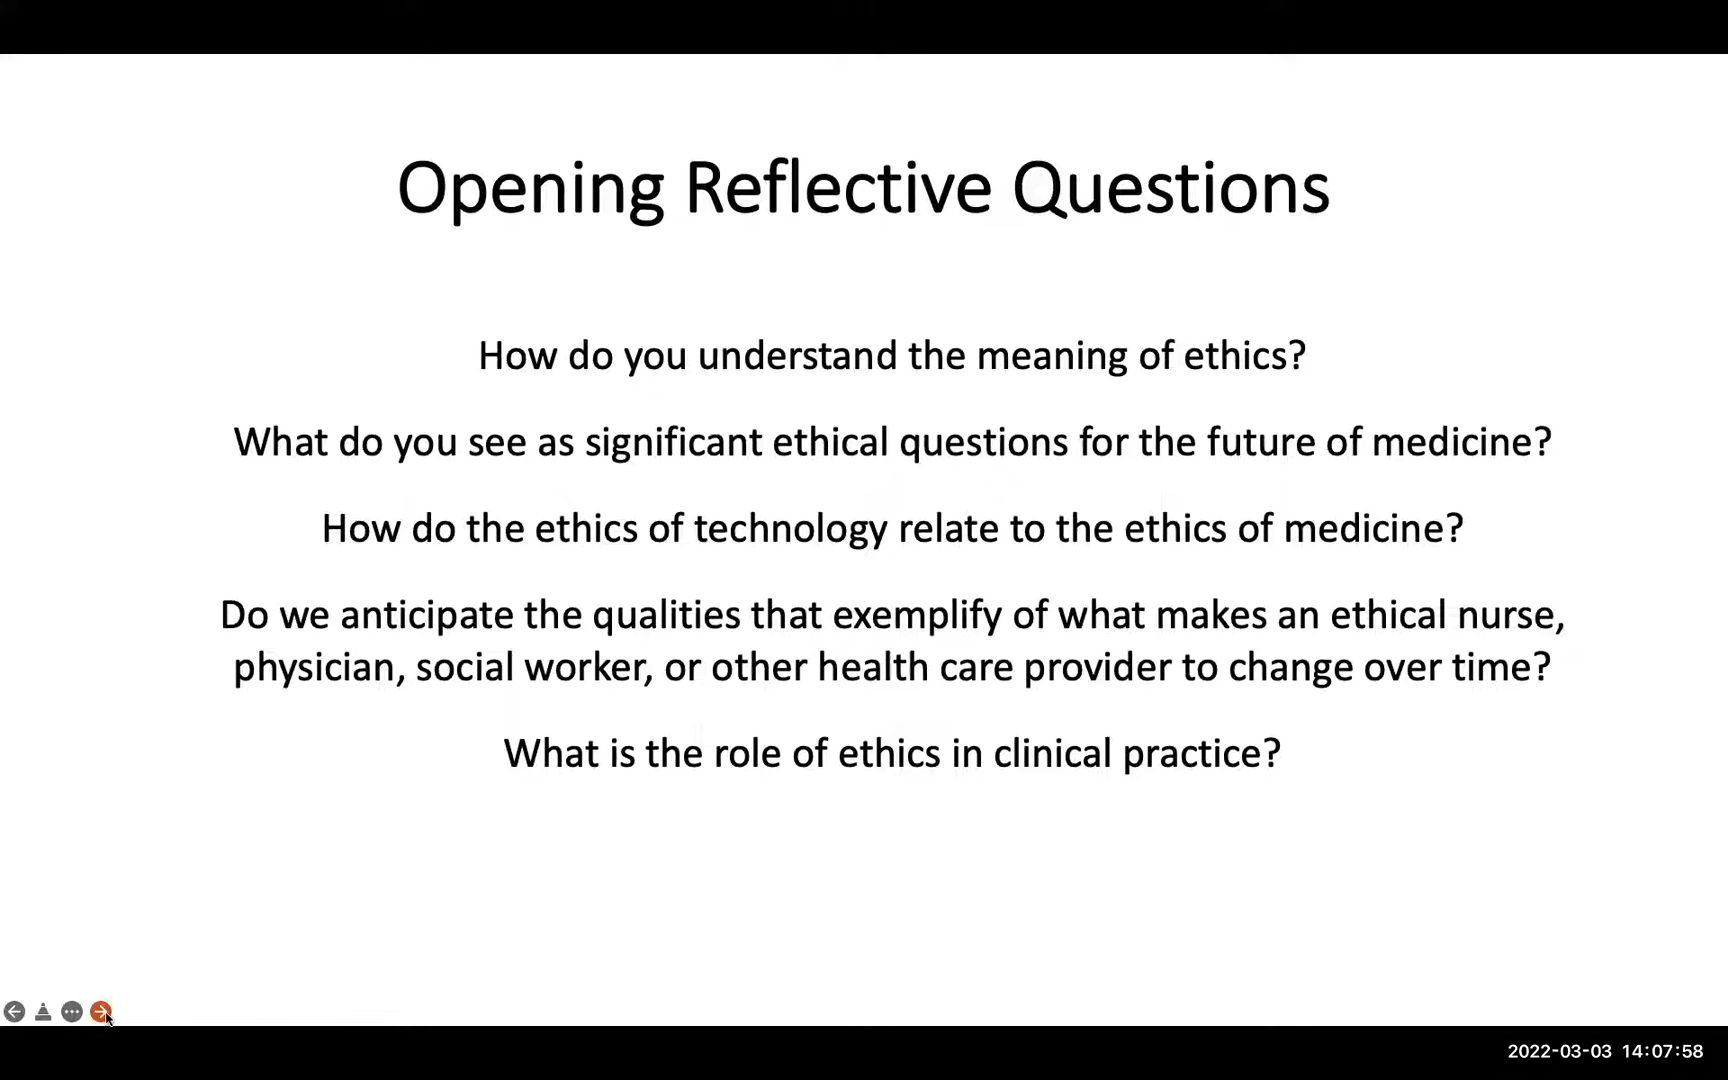 Opening Reflective Questions
How do you understand the meaning of ethics?
What do you see as significant ethical questions for the future of medicine?
How do the ethics of technology relate to the ethics of medicine?
Do we anticipate the qualities that exemplify of what makes an ethical nurse,
physician, social worker, or other health care provider to change over time?
What is the role of ethics in clinical practice?
2022-03-03 14:07:58